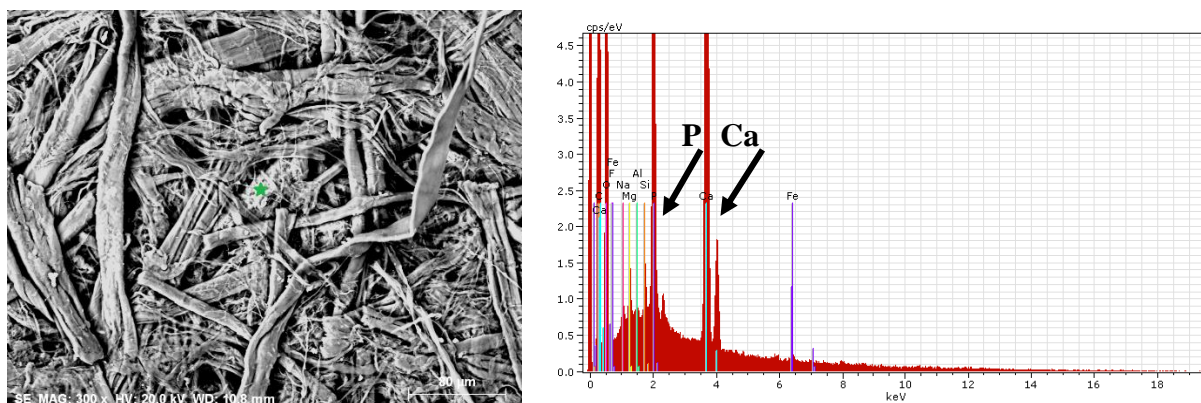 80 µm
SE MAG: 300 x HV: 20.0 kV WD: 10.8 mm
cps/eV
4.5
4.0
3.5
3.0
2.5
2.0
1.5
1.0
0.5
0.0
P Ca
Fe
F Al
O Na Si
C Mg P Ca Fe
Ca
0 2 4 6 8 10 12 14 16 18
keV